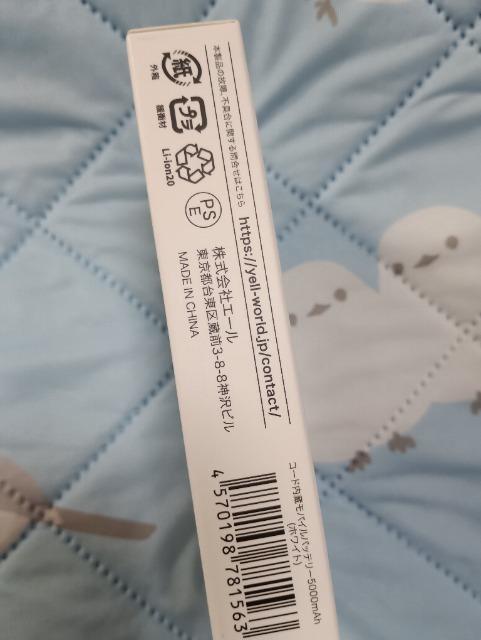 本製品の故障、不具合に関する問合せはこちら
https://yell-world.jp/contact/
紙
外箱
プラ
緩衝材
Li-ion20
PS
E
株式会社エール
東京都台東区蔵前3-8-8神沢ビル
MADE IN CHINA
コード内蔵モバイルバッテリー5000mAh
(ホワイト)
4 570198 781563